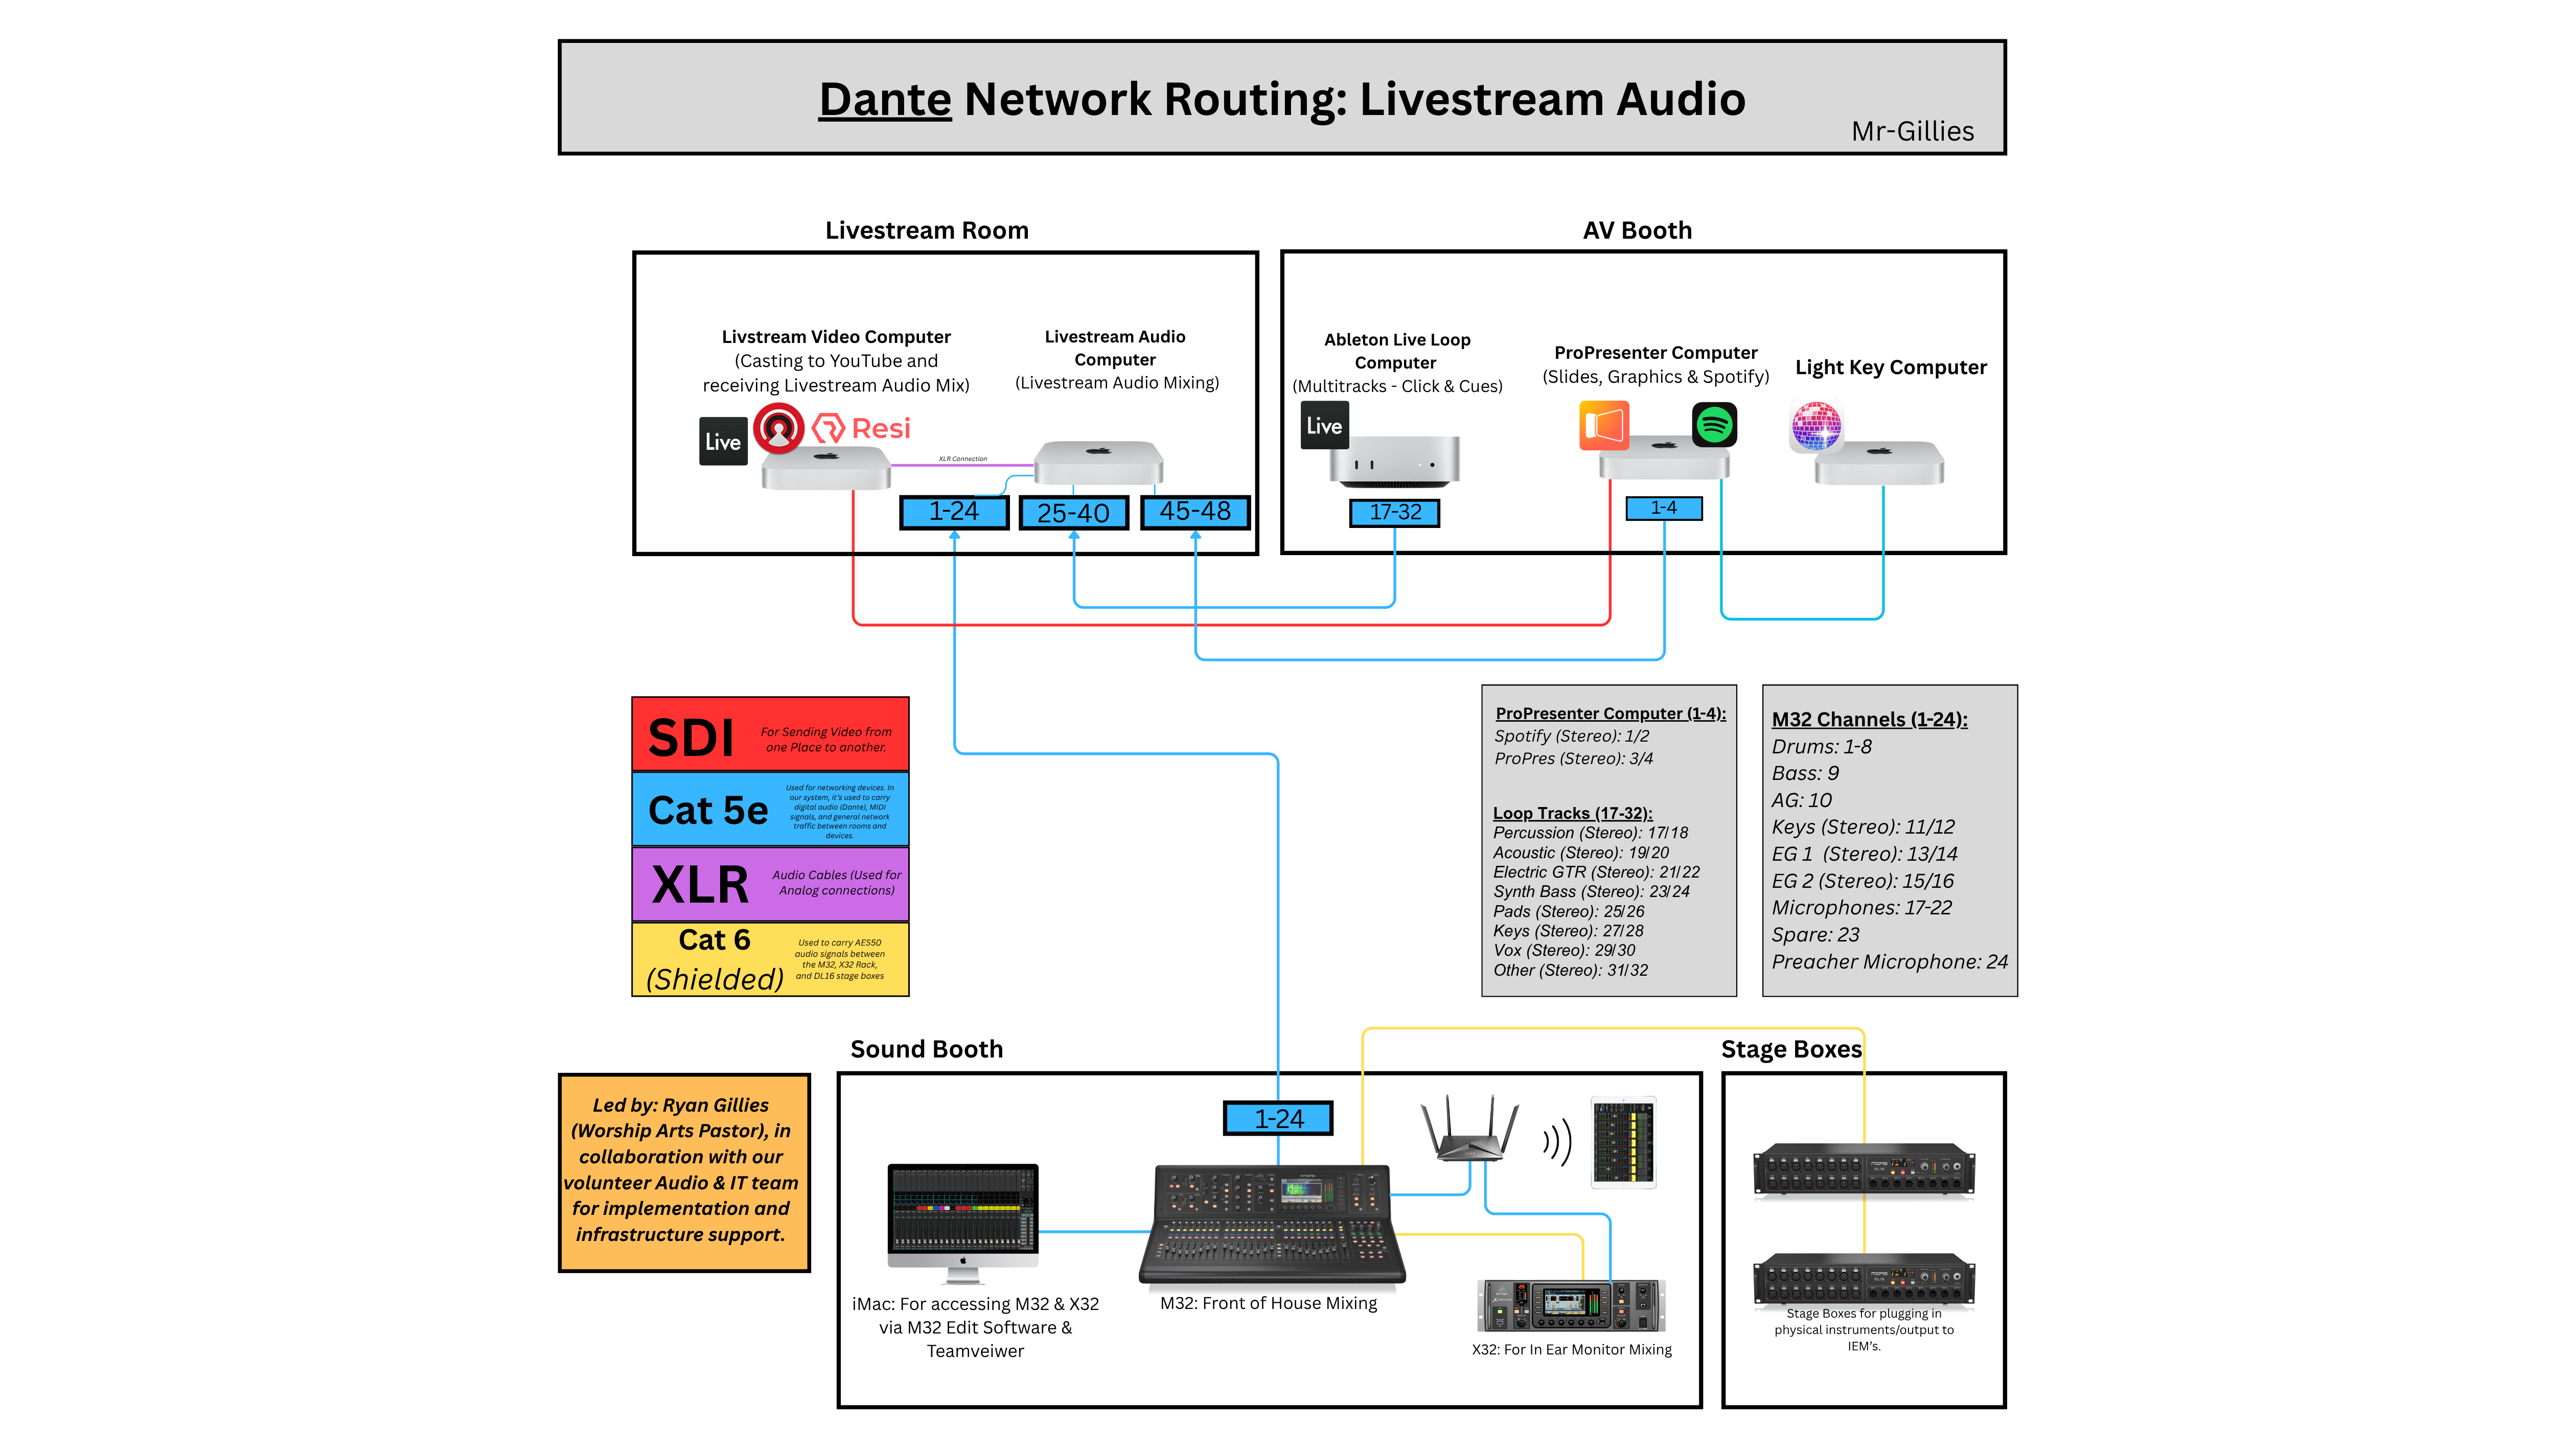 Dante Network Routing: Livestream Audio
Mr-Gillies
Livestream Room
AV Booth
Livstream Video Computer
(Casting to YouTube and
receiving Livestream Audio Mix)
Livestream Audio
Computer
(Livestream Audio Mixing)
Ableton Live Loop
Computer
(Multitracks - Click & Cues)
ProPresenter Computer
(Slides, Graphics & Spotify)
Light Key Computer
Live
Resi
Live
XLR Connection
1-24
25-40
45-48
17-32
1-4
SDI
For Sending Video from
one Place to another.
Cat 5e
Used for networking devices. In
our system, it's used to carry
digital audio (Dante), MIDI
signals, and general network
traffic between rooms and
devices.
XLR
Audio Cables (Used for
Analog connections)
Cat 6
(Shielded)
Used to carry AES50
audio signals between
the M32, X32 Rack,
and DL16 stage boxes
ProPresenter Computer (1-4):
Spotify (Stereo): 1/2
ProPres (Stereo): 3/4
Loop Tracks (17-32):
Percussion (Stereo): 17/18
Acoustic (Stereo): 19/20
Electric GTR (Stereo): 21/22
Synth Bass (Stereo): 23/24
Pads (Stereo): 25/26
Keys (Stereo): 27/28
Vox (Stereo): 29/30
Other (Stereo): 31/32
M32 Channels (1-24):
Drums: 1-8
Bass: 9
AG: 10
Keys (Stereo): 11/12
EG 1 (Stereo): 13/14
EG 2 (Stereo): 15/16
Microphones: 17-22
Spare: 23
Preacher Microphone: 24
Led by: Ryan Gillies
(Worship Arts Pastor), in
collaboration with our
volunteer Audio & IT team
for implementation and
infrastructure support.
Sound Booth
1-24
iMac: For accessing M32 & X32
via M32 Edit Software &
Teamveiwer
M32: Front of House Mixing
X32: For In Ear Monitor Mixing
Stage Boxes
MIDAS
MIDAS
Stage Boxes for plugging in
physical instruments/output to
IEM's.